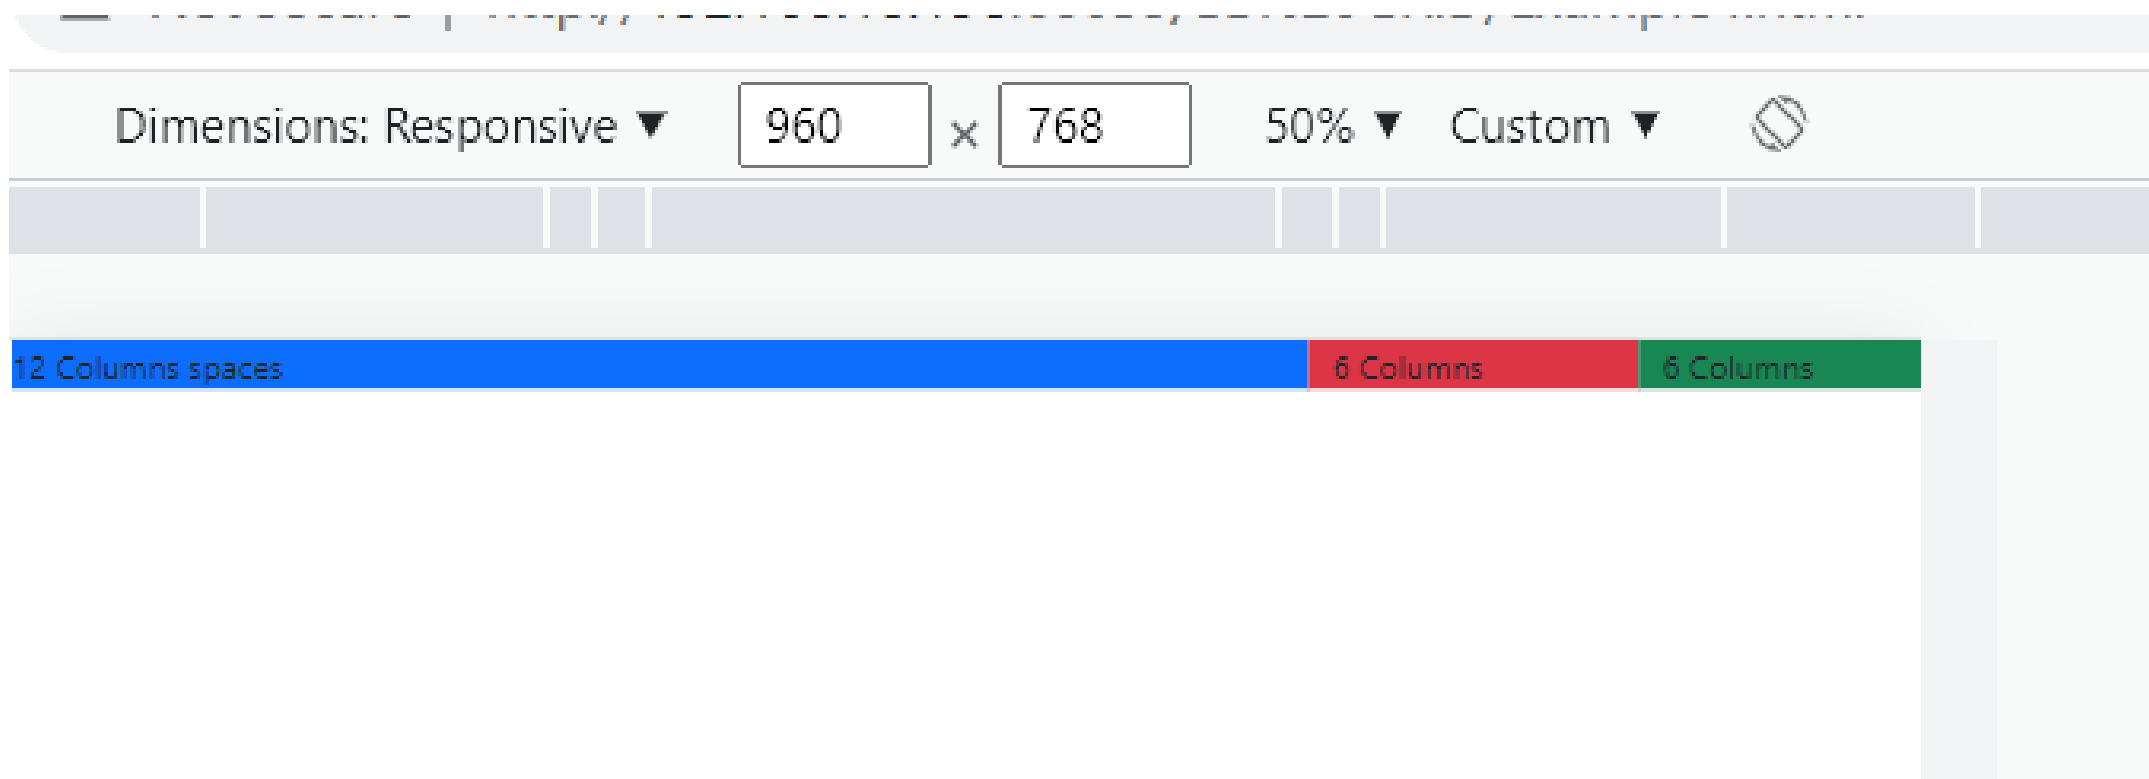 Dimensions: Responsive ▼ 960 × 768 50% ▼ Custom ▼
12 Columns spaces 6 Columns 6 Columns